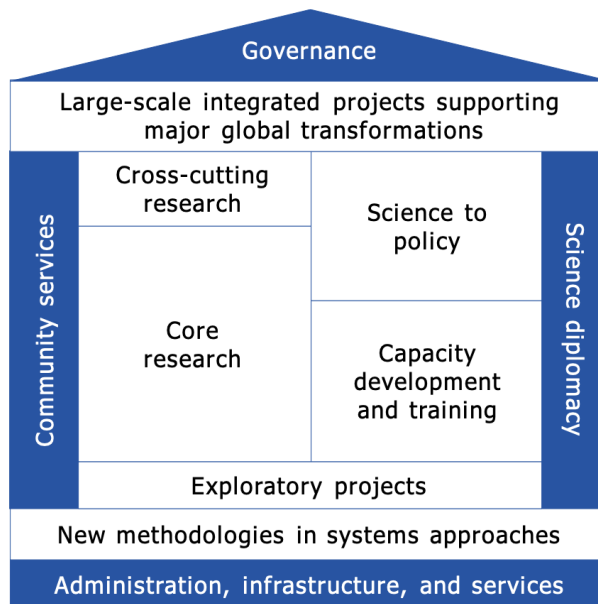 Governance
Large-scale integrated projects supporting
major global transformations
Community services
Cross-cutting
research
Core
research
Science to
policy
Capacity
development
and training
Science diplomacy
Exploratory projects
New methodologies in systems approaches
Administration, infrastructure, and services